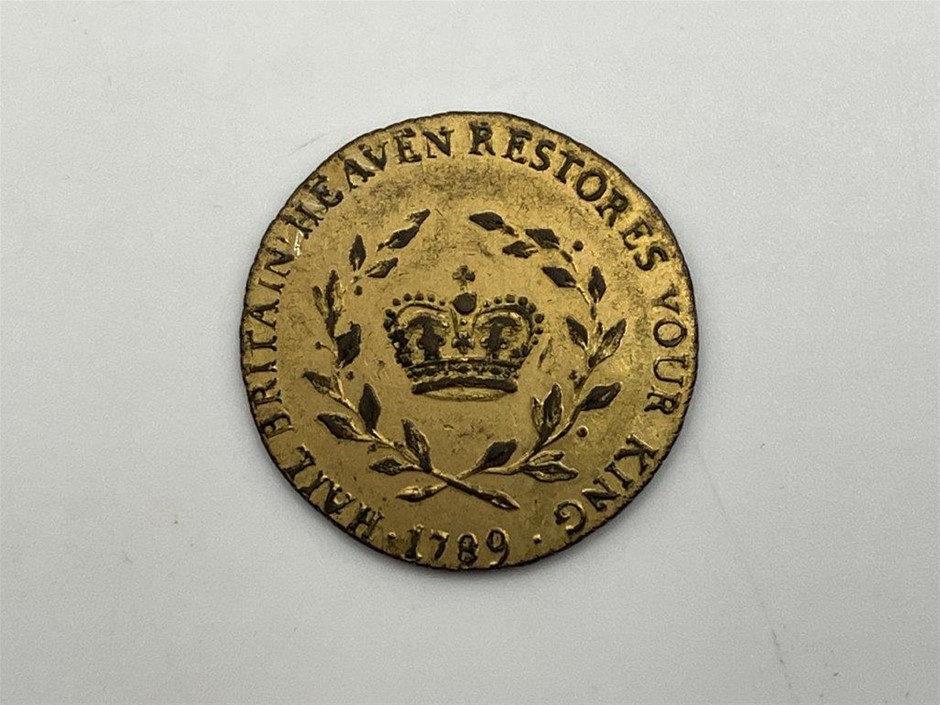 HAIL BRITAIN·HEAVEN RESTORES YOUR KING
·1789·